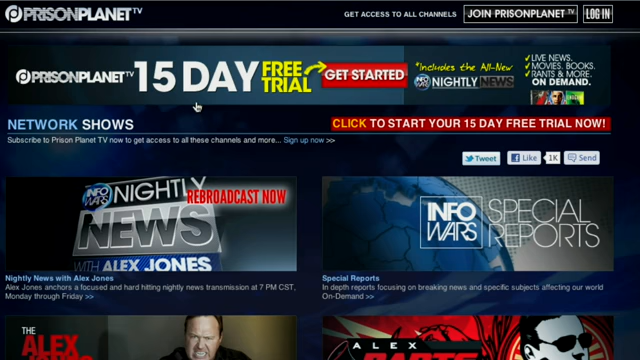 PRISONPLANET TV
GET ACCESS TO ALL CHANNELS
JOIN PRISONPLANET.TV
LOG IN
PRISONPLANET TV
15 DAY
FREE
TRIAL
GET STARTED
*Includes the All-New
INFO WARS NIGHTLY NEWS
LIVE NEWS.
MOVIES, BOOKS.
RANTS & MORE.
ON DEMAND.
NETWORK SHOWS
CLICK TO START YOUR 15 DAY FREE TRIAL NOW!
Subscribe to Prison Planet TV now to get access to all these channels and more... Sign up now >>
Tweet
Like
1K
Send
INFO
WARS
NIGHTLY
REBROADCAST NOW
NEWS
WITH ALEX JONES
INFO
WARS
SPECIAL
REPORTS
Nightly News with Alex Jones
Alex Jones anchors a focused and hard hitting nightly news transmission at 7 PM CST,
Monday through Friday >>
Special Reports
In depth reports focusing on breaking news and specific subjects affecting our world
On-Demand >>
THE
ALEX
ALEX